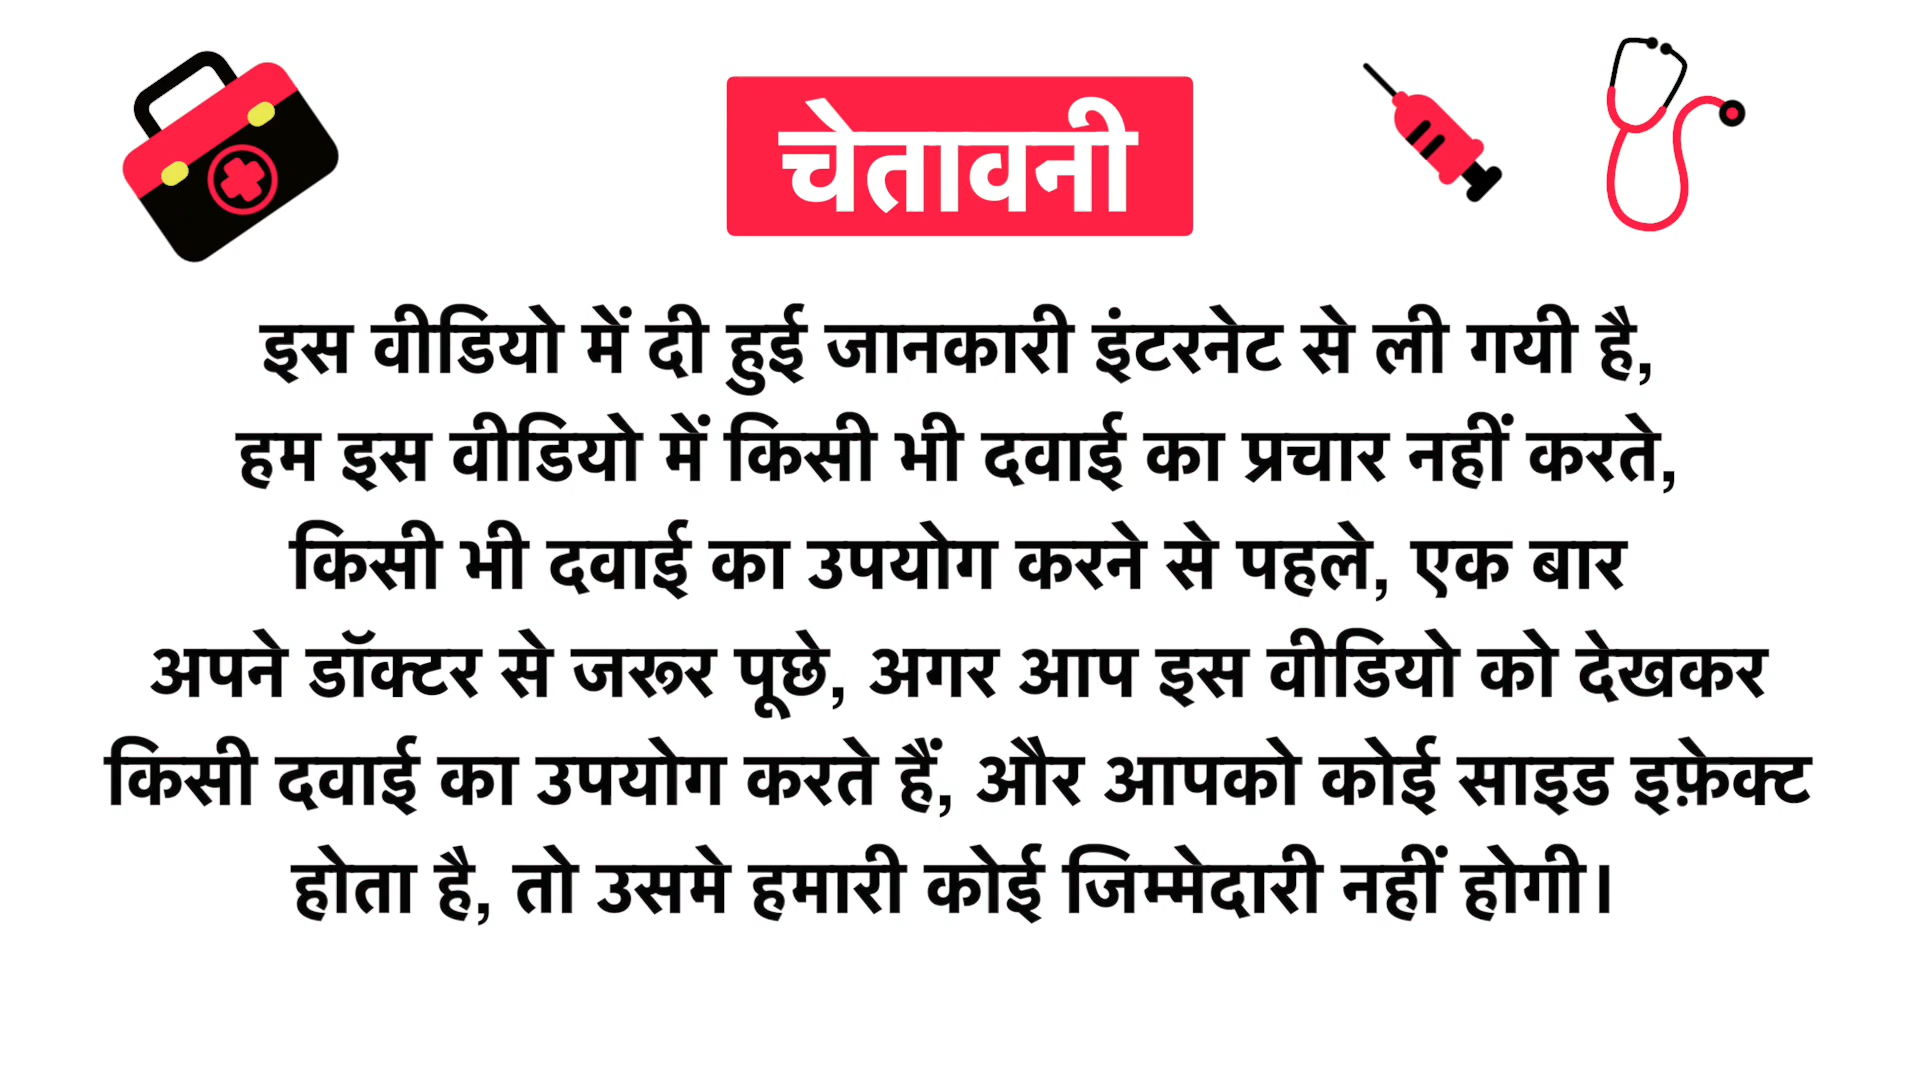 चेतावनी
इस वीडियो में दी हुई जानकारी इंटरनेट से ली गयी है,
हम इस वीडियो में किसी भी दवाई का प्रचार नहीं करते,
किसी भी दवाई का उपयोग करने से पहले, एक बार
अपने डॉक्टर से जरूर पूछे, अगर आप इस वीडियो को देखकर
किसी दवाई का उपयोग करते हैं, और आपको कोई साइड इफ़ेक्ट
होता है, तो उसमे हमारी कोई जिम्मेदारी नहीं होगी।